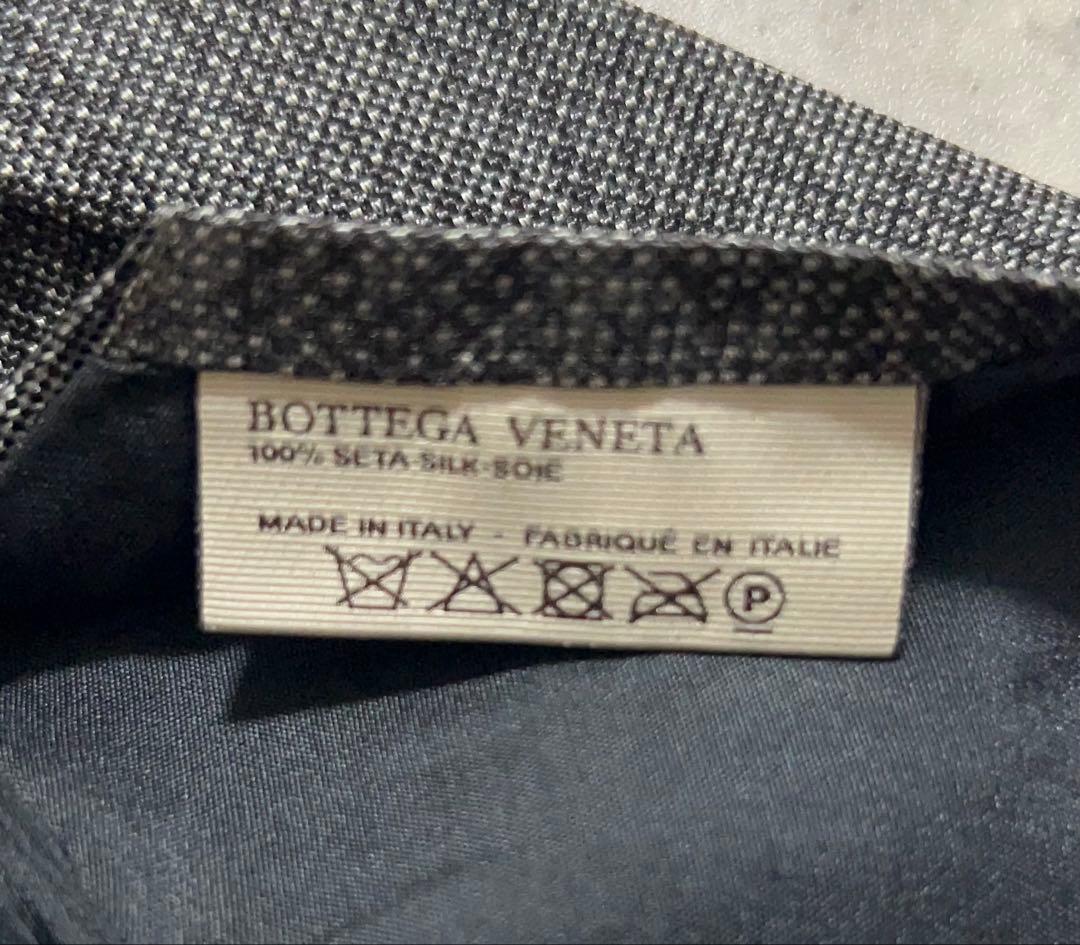 BOTTEGA VENETA
100% SETA-SILK-SOIE
MADE IN ITALY - FABRIQUÉ EN ITALIE
P